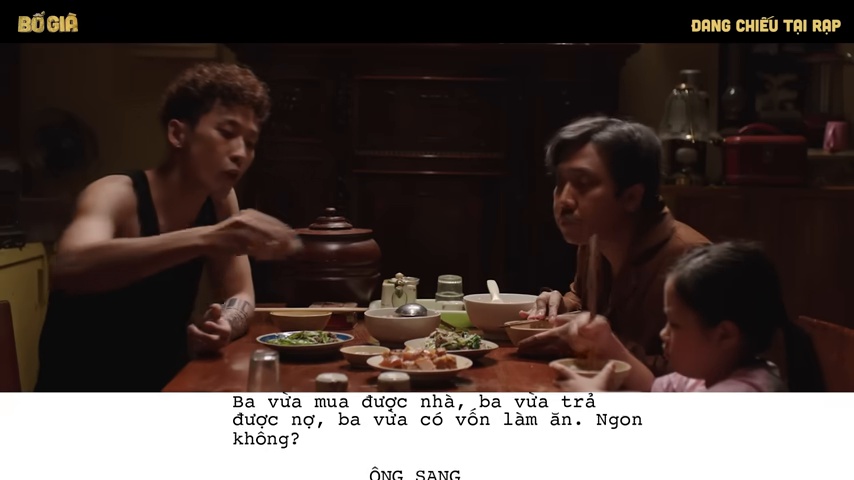 BỐ GIÀ
ĐANG CHIẾU TẠI RẠP
Ba vừa mua được nhà, ba vừa trả
được nợ, ba vừa có vốn làm ăn. Ngon
không?
ÔNG SANG